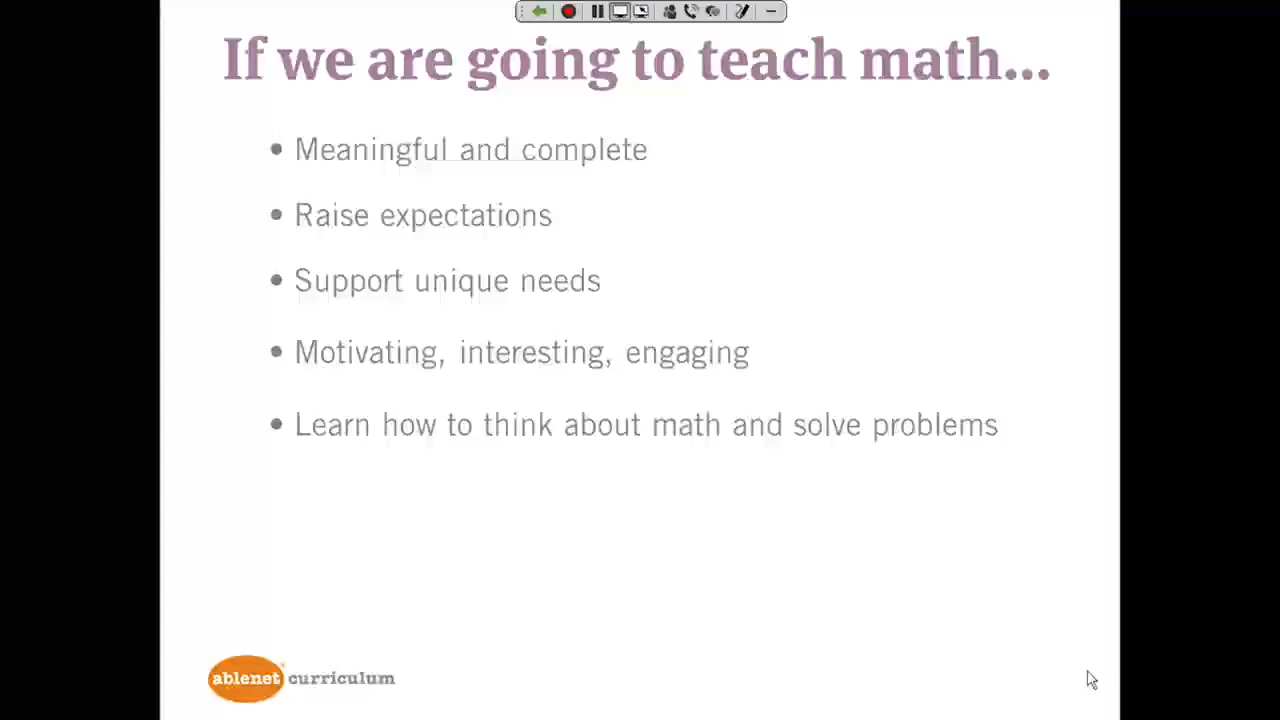 If we are going to teach math...
• Meaningful and complete
• Raise expectations
• Support unique needs
• Motivating, interesting, engaging
• Learn how to think about math and solve problems
ablenet curriculum